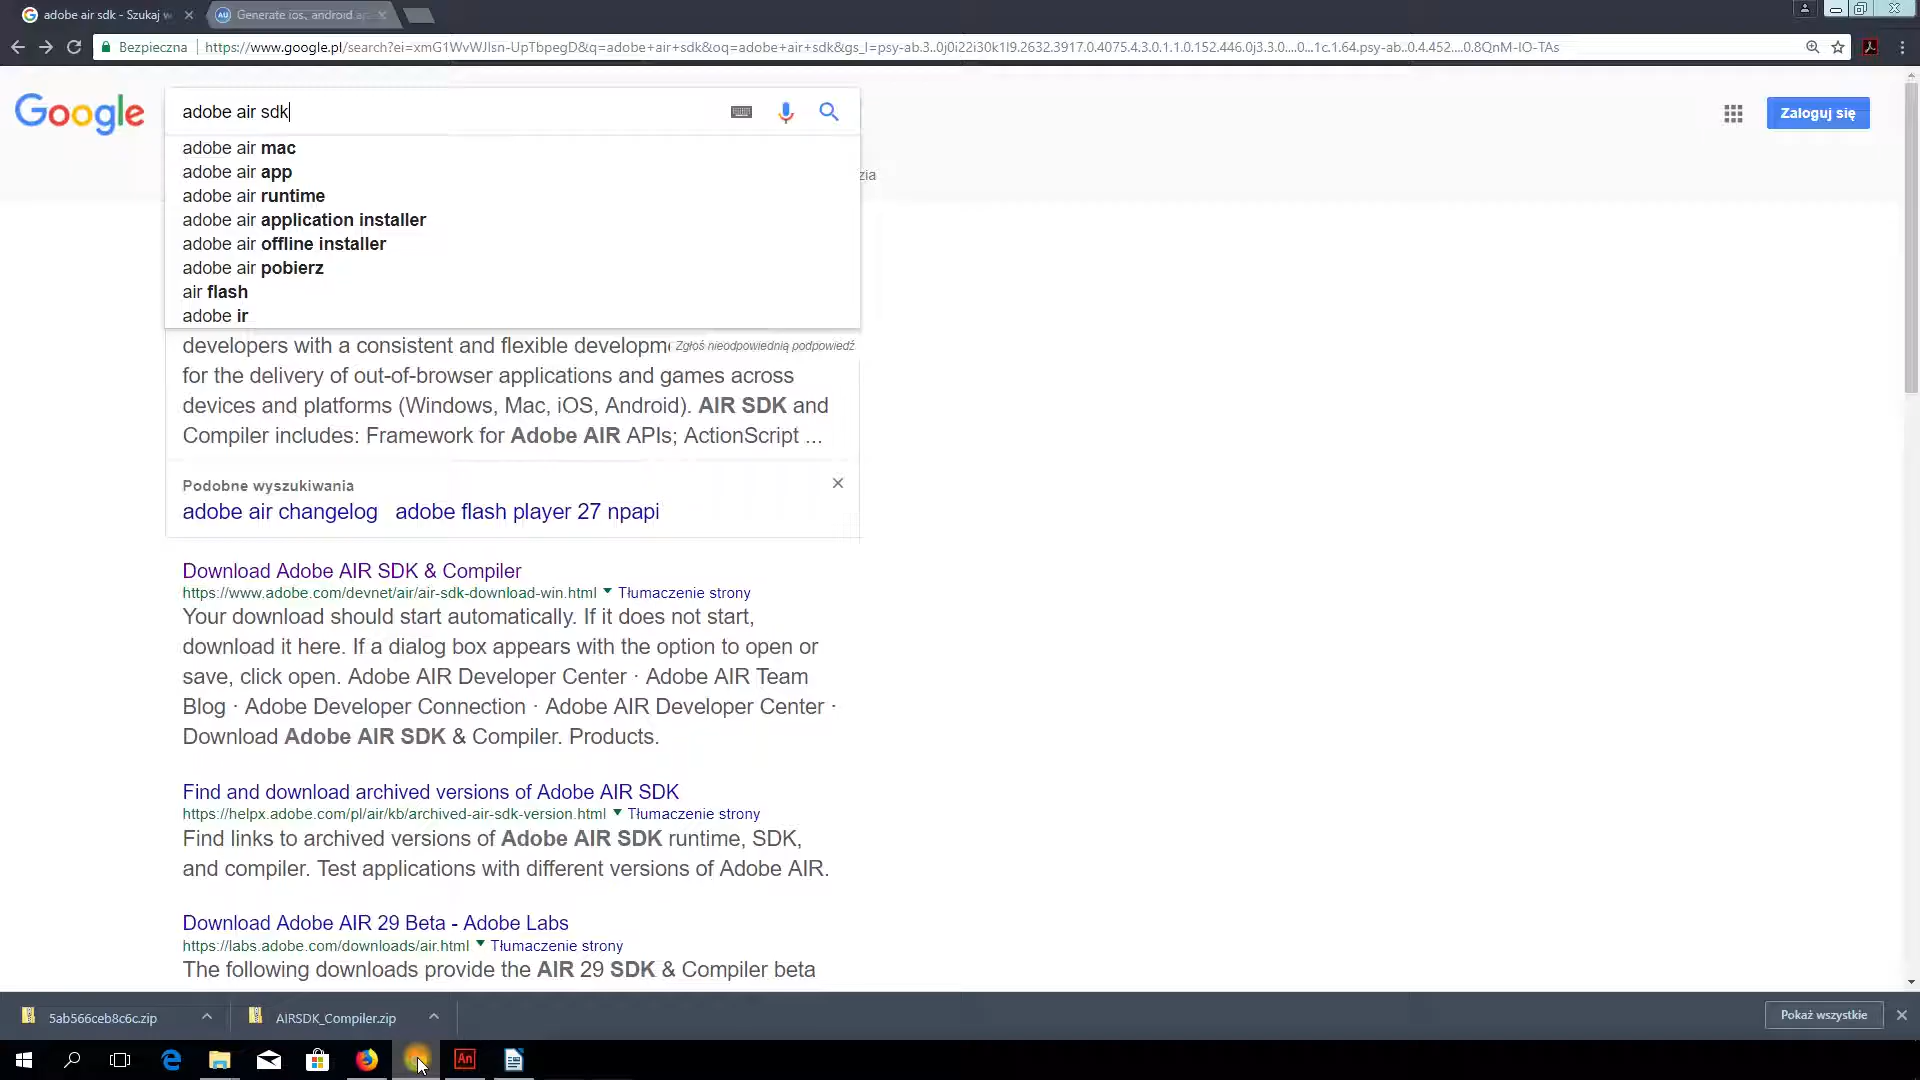 adobe air sdk - Szukaj w
Generate ios, android ap
Bezpieczna
https://www.google.pl/search?ei=xmG1WvWJIsn-UpTbpegD&q=adobe+air+sdk&oq=adobe+air+sdk&gs_l=psy-ab.3..0j0i22i30k1l9.2632.3917.0.4075.4.3.0.1.1.0.152.446.0j3.3.0....0...1c.1.64.psy-ab..0.4.452....0.8QnM-IO-TAs
Google
adobe air sdk
Zaloguj się
adobe air mac
adobe air app
zia
adobe air runtime
adobe air application installer
adobe air offline installer
adobe air pobierz
air flash
adobe ir
developers with a consistent and flexible developme
Zgłoś nieodpowiednią podpowiedź
for the delivery of out-of-browser applications and games across
devices and platforms (Windows, Mac, iOS, Android). AIR SDK and
Compiler includes: Framework for Adobe AIR APIs; ActionScript ...
Podobne wyszukiwania
adobe air changelog adobe flash player 27 npapi
Download Adobe AIR SDK & Compiler
https://www.adobe.com/devnet/air/air-sdk-download-win.html Tłumaczenie strony
Your download should start automatically. If it does not start,
download it here. If a dialog box appears with the option to open or
save, click open. Adobe AIR Developer Center · Adobe AIR Team
Blog · Adobe Developer Connection · Adobe AIR Developer Center ·
Download Adobe AIR SDK & Compiler. Products.
Find and download archived versions of Adobe AIR SDK
https://helpx.adobe.com/pl/air/kb/archived-air-sdk-version.html Tłumaczenie strony
Find links to archived versions of Adobe AIR SDK runtime, SDK,
and compiler. Test applications with different versions of Adobe AIR.
Download Adobe AIR 29 Beta - Adobe Labs
https://labs.adobe.com/downloads/air.html Tłumaczenie strony
The following downloads provide the AIR 29 SDK & Compiler beta
5ab566ceb8c6c.zip
AIRSDK_Compiler.zip
Pokaż wszystkie
An